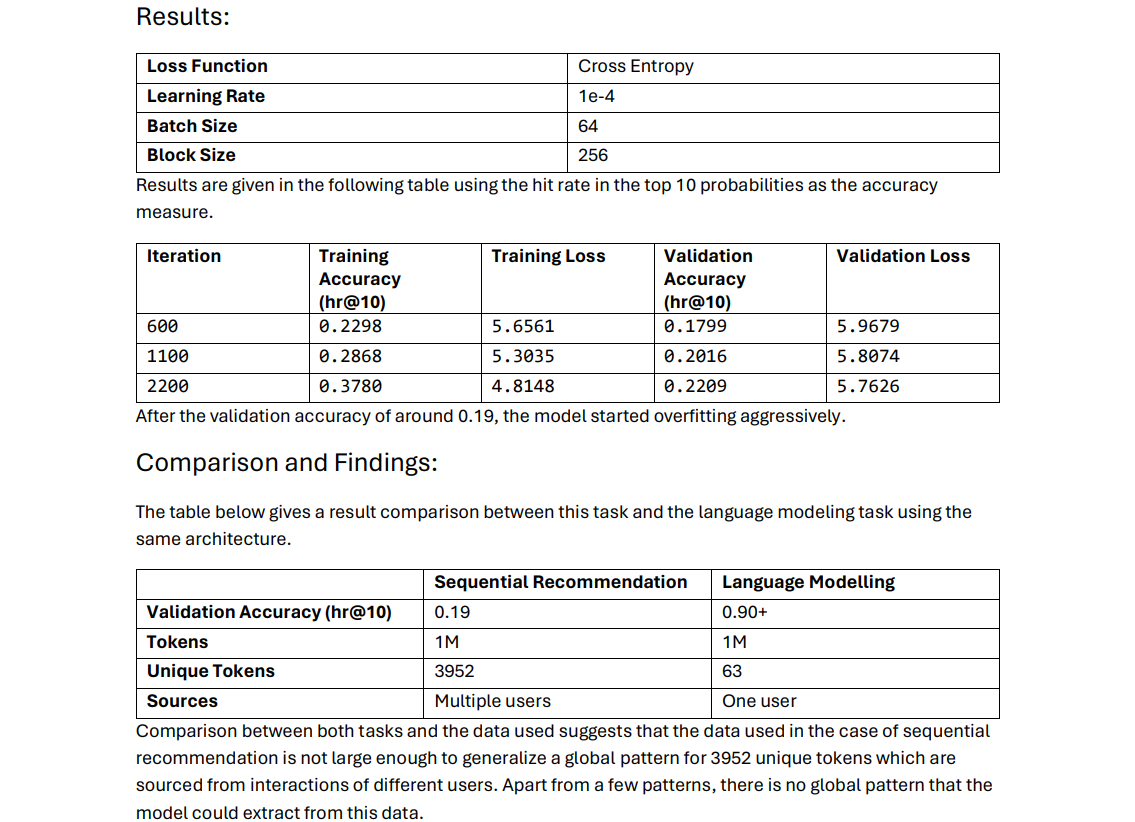 Results:
Loss Function Cross Entropy
Learning Rate 1e-4
Batch Size 64
Block Size 256
Results are given in the following table using the hit rate in the top 10 probabilities as the accuracy
measure.
Iteration Training Accuracy (hr@10) Training Loss Validation Accuracy (hr@10) Validation Loss
600 0.2298 5.6561 0.1799 5.9679
1100 0.2868 5.3035 0.2016 5.8074
2200 0.3780 4.8148 0.2209 5.7626
After the validation accuracy of around 0.19, the model started overfitting aggressively.
Comparison and Findings:
The table below gives a result comparison between this task and the language modeling task using the
same architecture.
Sequential Recommendation Language Modelling
Validation Accuracy (hr@10) 0.19 0.90+
Tokens 1M 1M
Unique Tokens 3952 63
Sources Multiple users One user
Comparison between both tasks and the data used suggests that the data used in the case of sequential
recommendation is not large enough to generalize a global pattern for 3952 unique tokens which are
sourced from interactions of different users. Apart from a few patterns, there is no global pattern that the
model could extract from this data.